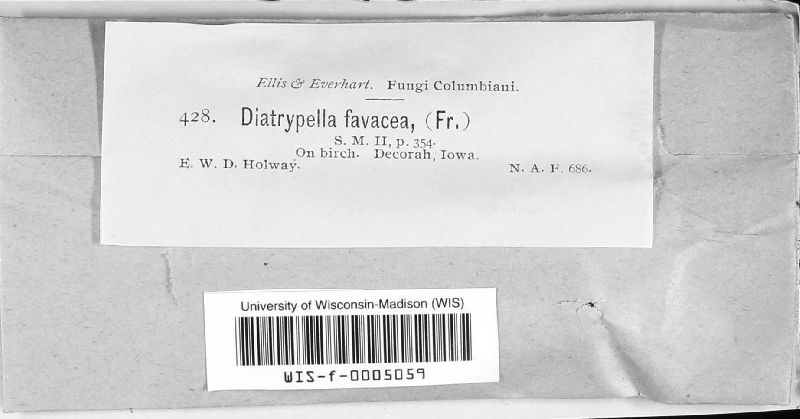 Ellis & Everhart. Fungi Columbiani.
428. Diatrypella favacea, (Fr.)
S. M. II, p. 354.
On birch. Decorah, Iowa.
E. W. D. Holway. N. A. F. 686.
University of Wisconsin-Madison (WIS)
WIS-f-0005059